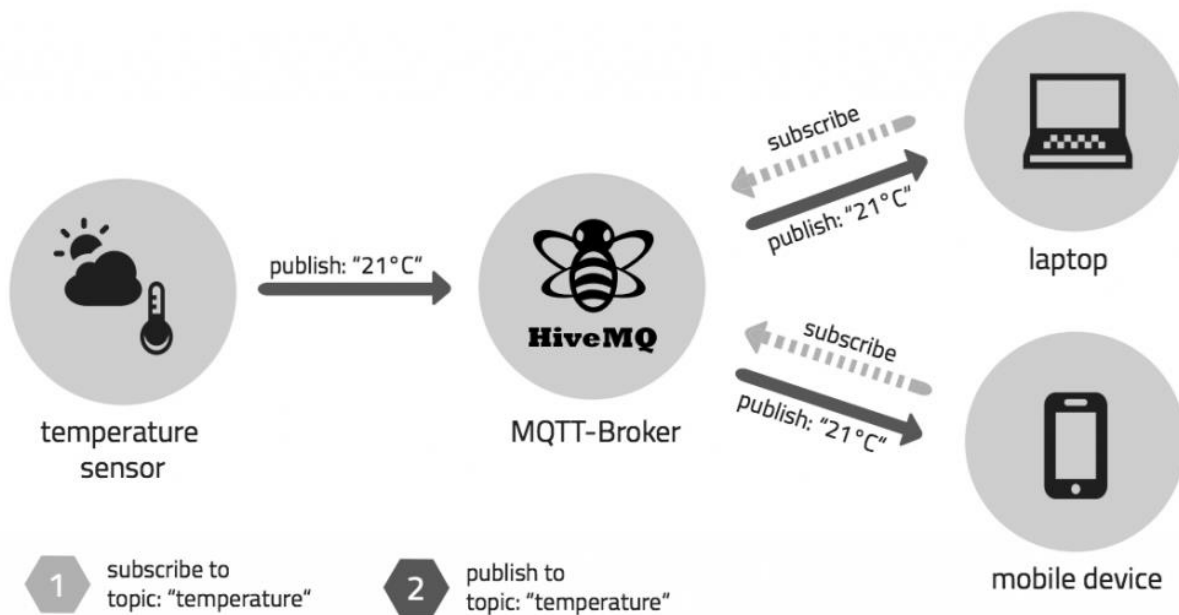 subscribe
publish: “21°C“
laptop
publish: “21°C“
HiveMQ
subscribe
publish: “21°C“
temperature
sensor
MQTT-Broker
mobile device
1
subscribe to
topic: “temperature“
2
publish to
topic: “temperature“